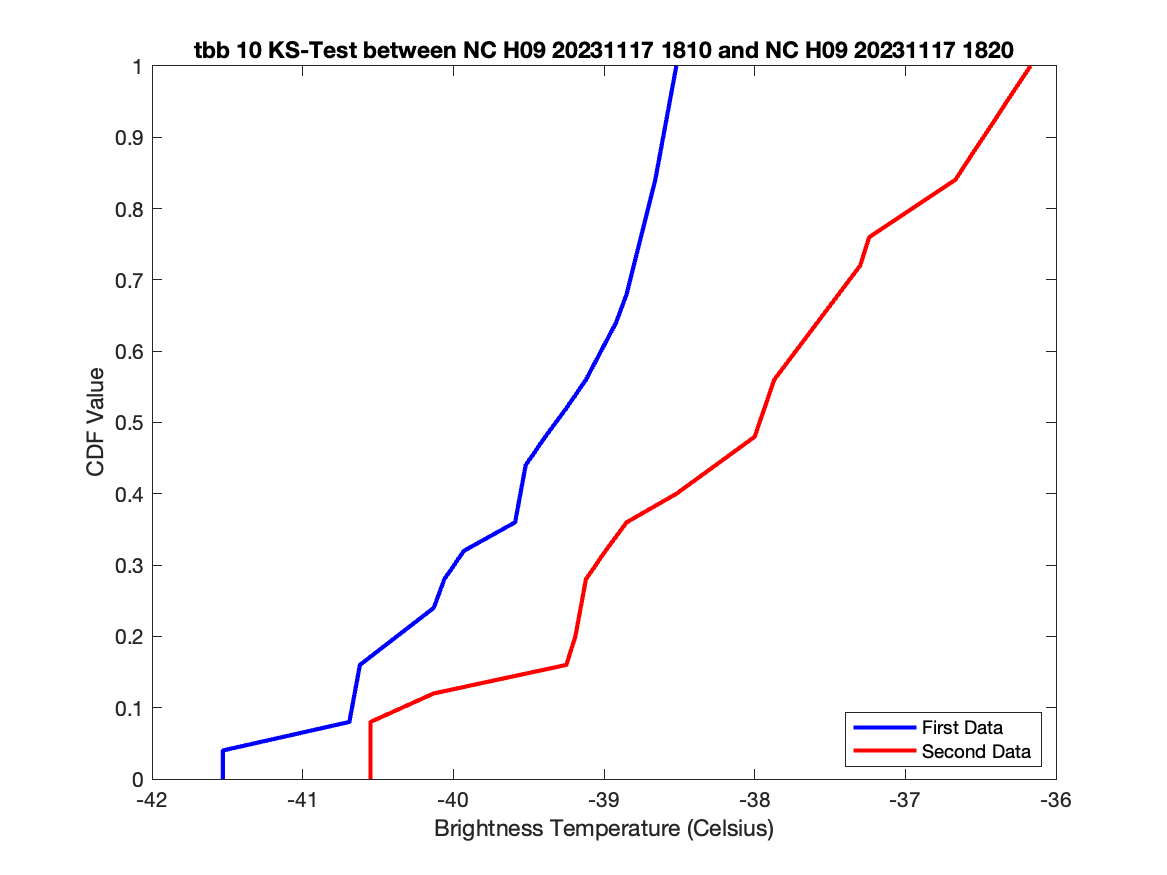 tbb 10 KS-Test between NC H09 20231117 1810 and NC H09 20231117 1820
1
0.9
0.8
0.7
0.6
0.5
0.4
0.3
0.2
0.1
0
CDF Value
-42 -41 -40 -39 -38 -37 -36
Brightness Temperature (Celsius)
First Data
Second Data